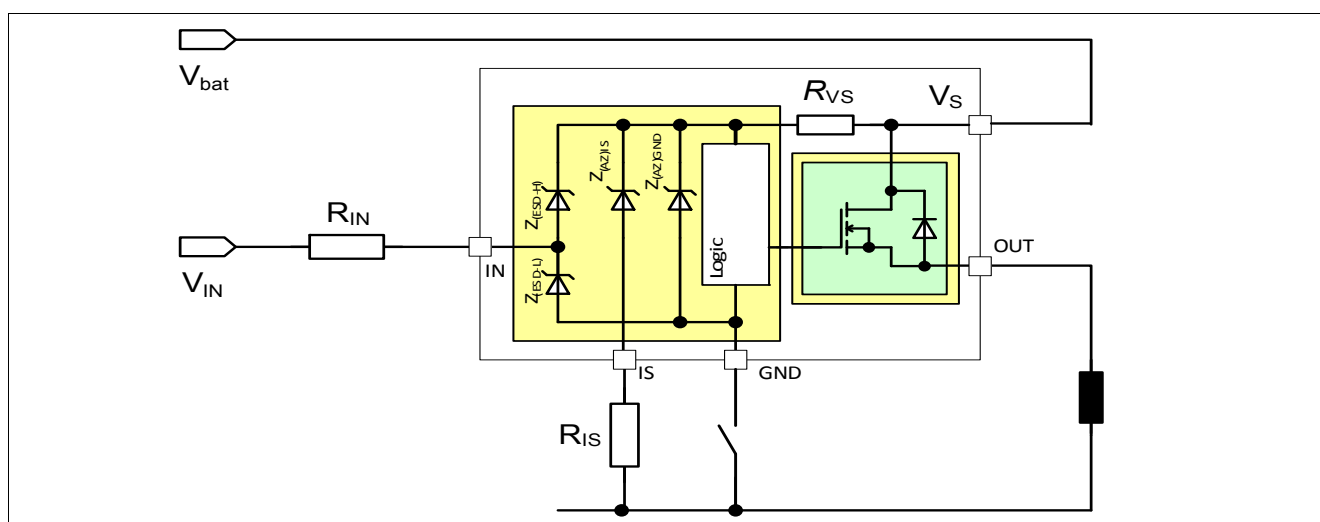 Vbat
RVS
VS
Z(AZ)IS
Z(AZ)GND
Z(ESD-H)
RIN
OUT
VIN
IN
Z(ESD-L)
Logic
IS
GND
RIS